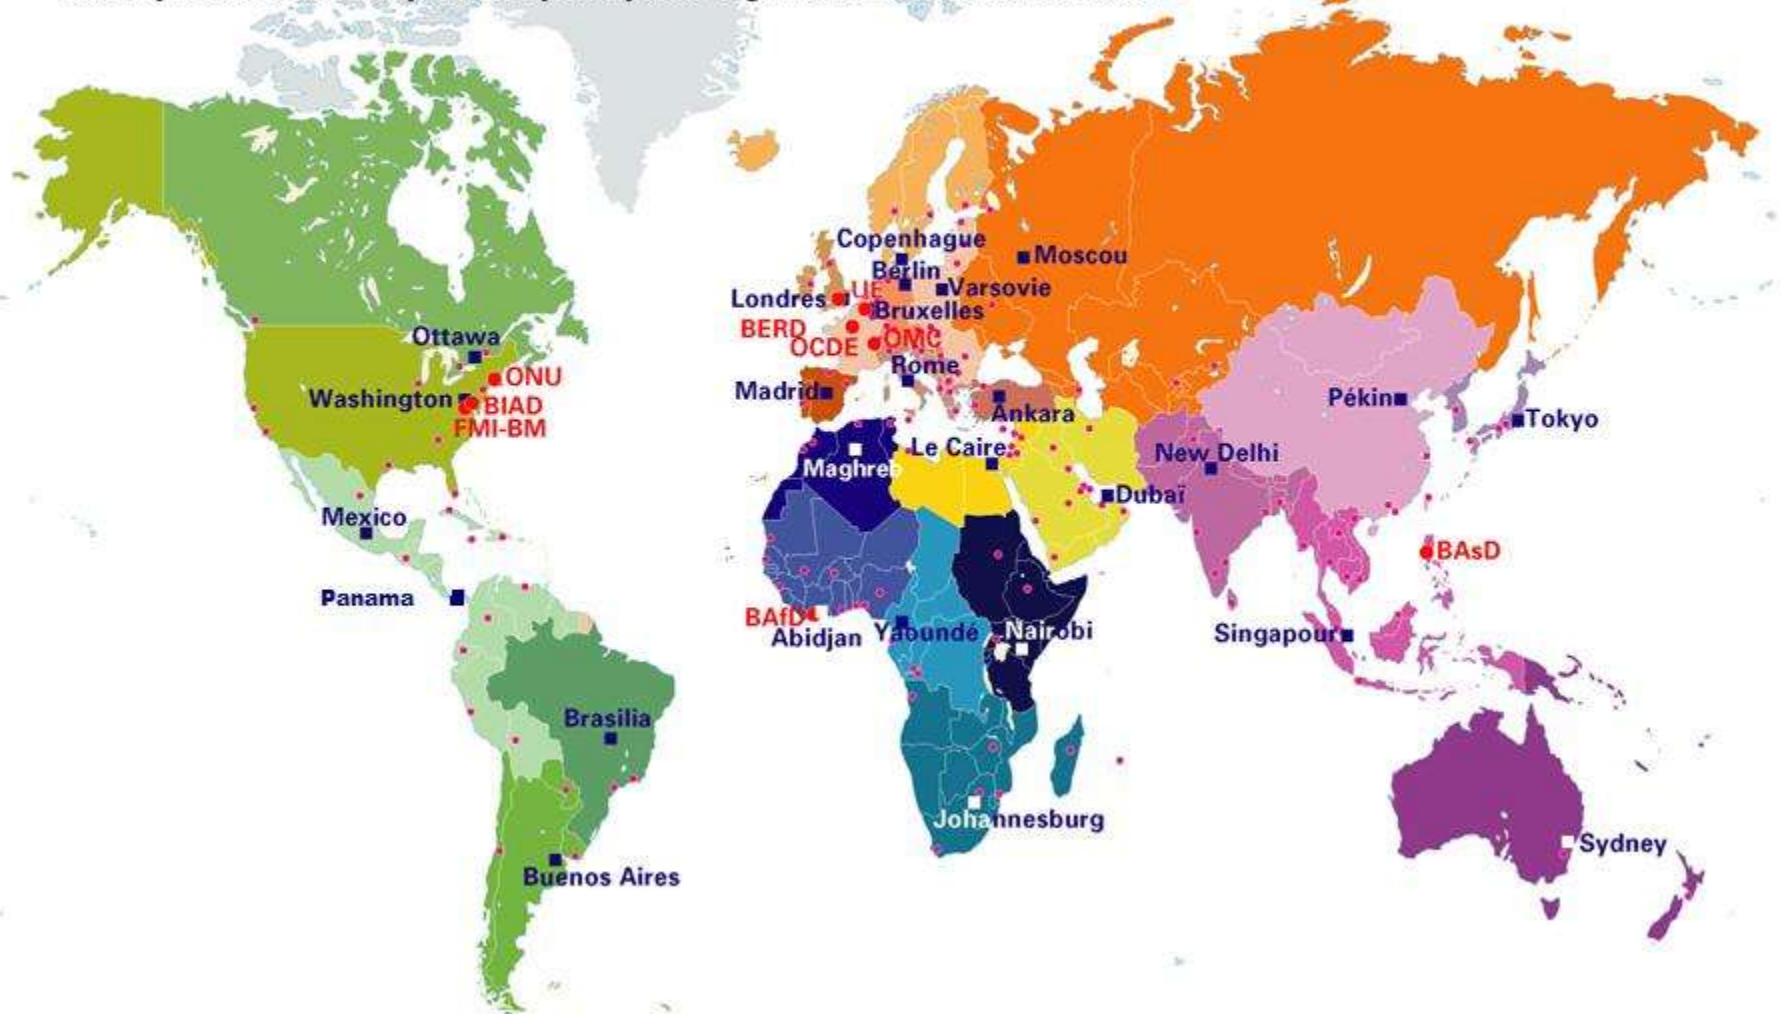 Copenhague
Moscou
Berlin
Varsovie
Londres
UE
Bruxelles
BERD
OCDE
OMC
Ottawa
Rome
ONU
Madrid
Washington
BIAD
Ankara
Pékin
FMI-BM
Tokyo
Le Caire
New Delhi
Maghreb
Dubaï
Mexico
BAsD
Panama
BAfD
Abidjan
Yaoundé
Nairobi
Singapour
Brasilia
Johannesburg
Sydney
Buenos Aires